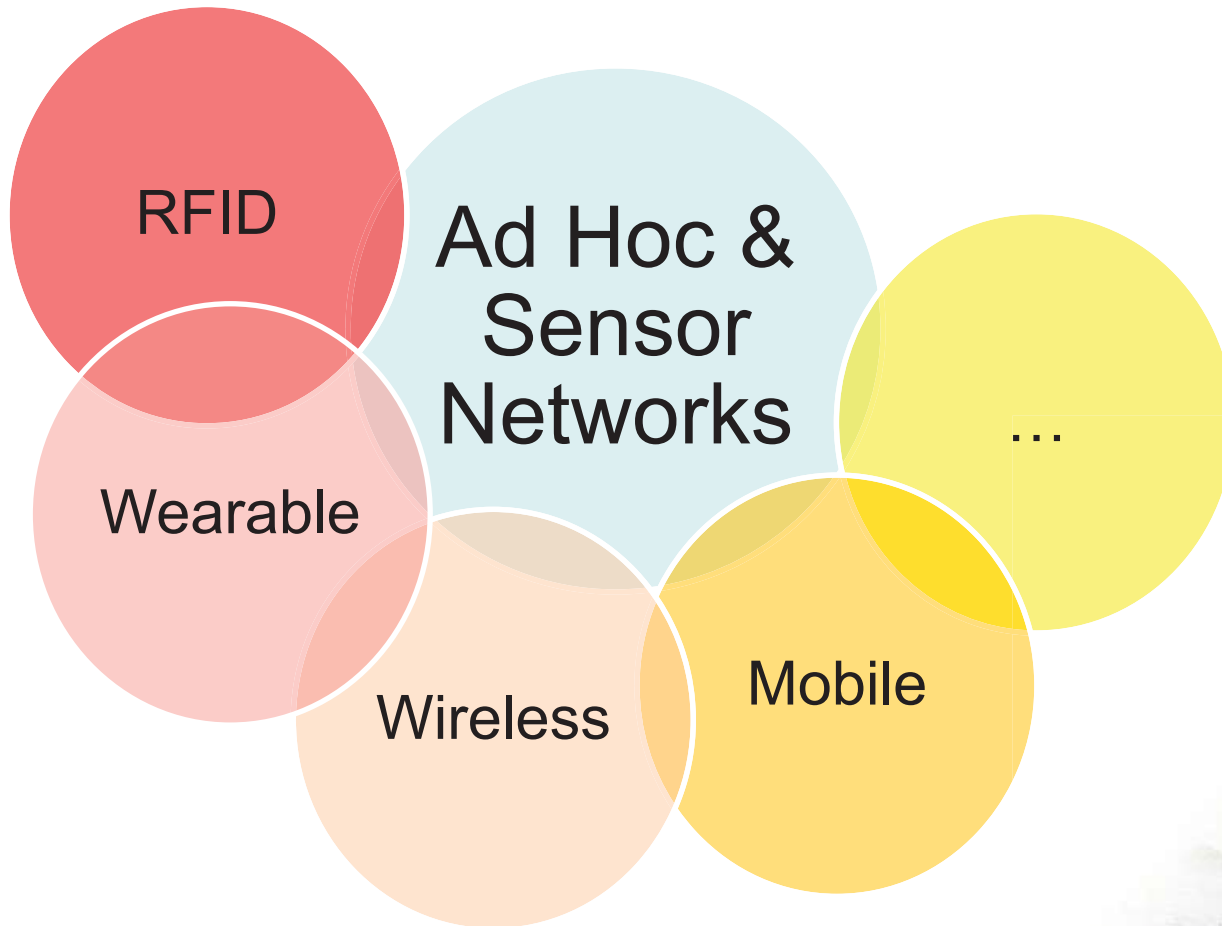 RFID
Ad Hoc &
Sensor
Networks
Wearable
…
Wireless
Mobile